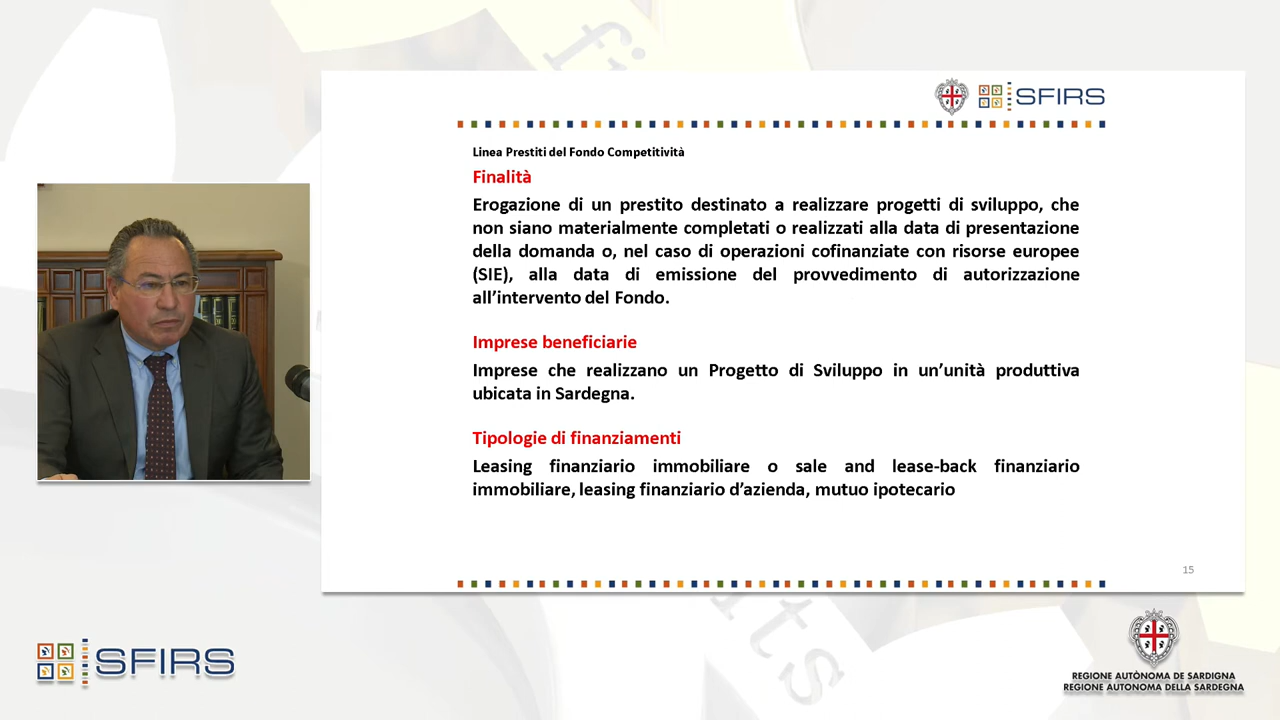 SFIRS
Linea Prestiti del Fondo Competitività
Finalità
Erogazione di un prestito destinato a realizzare progetti di sviluppo, che
non siano materialmente completati o realizzati alla data di presentazione
della domanda o, nel caso di operazioni cofinanziate con risorse europee
(SIE), alla data di emissione del provvedimento di autorizzazione
all’intervento del Fondo.
Imprese beneficiarie
Imprese che realizzano un Progetto di Sviluppo in un’unità produttiva
ubicata in Sardegna.
Tipologie di finanziamenti
Leasing finanziario immobiliare o sale and lease-back finanziario
immobiliare, leasing finanziario d’azienda, mutuo ipotecario
15
SFIRS
REGIONE AUTÒNOMA DE SARDIGNA
REGIONE AUTONOMA DELLA SARDEGNA